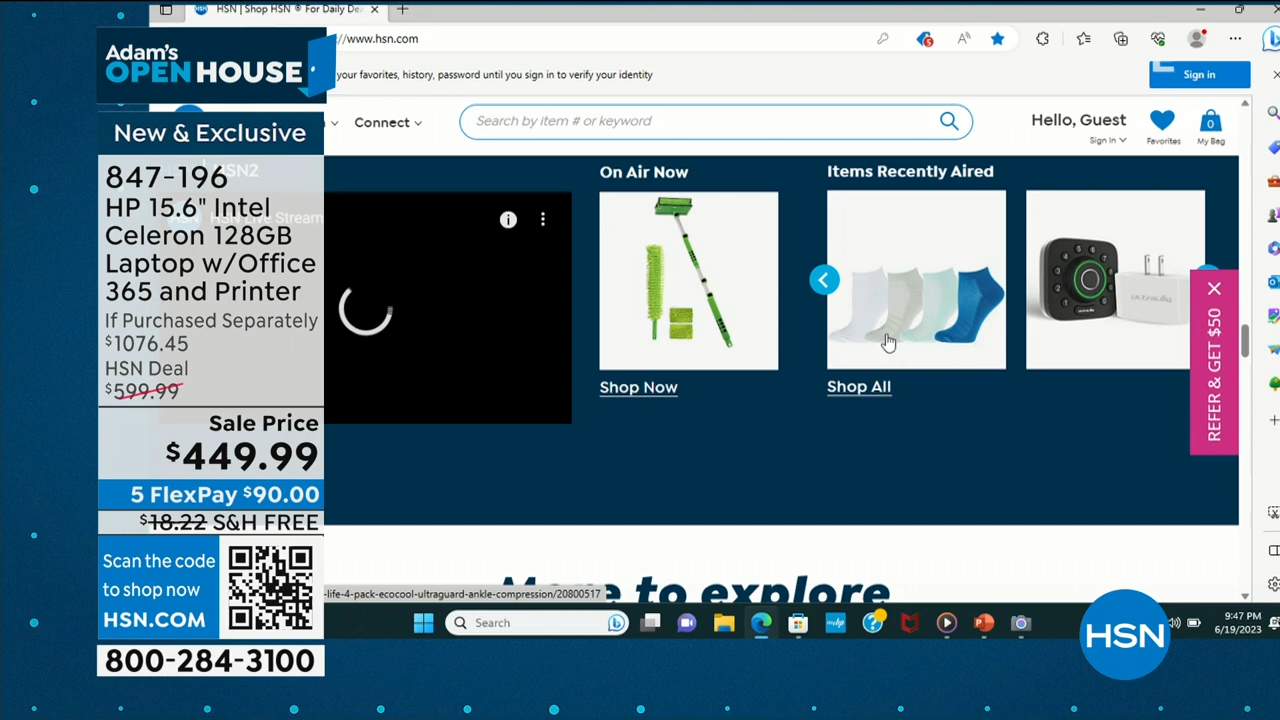 HSN | Shop HSN ® For Daily De
Adam's
OPEN HOUSE
//www.hsn.com
your favorites, history, password until you sign in to verify your identity
Sign in
New & Exclusive
Connect
Search by item # or keyword
Hello, Guest
Sign In
Favorites
0
My Bag
847-196
HP 15.6" Intel
Celeron 128GB
Laptop w/Office
365 and Printer
If Purchased Separately
$1076.45
HSN Deal
$599.99
Sale Price
$449.99
5 FlexPay $90.00
$18.22 S&H FREE
Scan the code
to shop now
HSN.COM
800-284-3100
HSN2
HSN Live Stream
On Air Now
Shop Now
Items Recently Aired
Shop All
ultraloq
REFER & GET $50
More to explore
-life-4-pack-ecocool-ultraguard-ankle-compression/20800517
Search
HSN
9:47 PM
6/19/2023